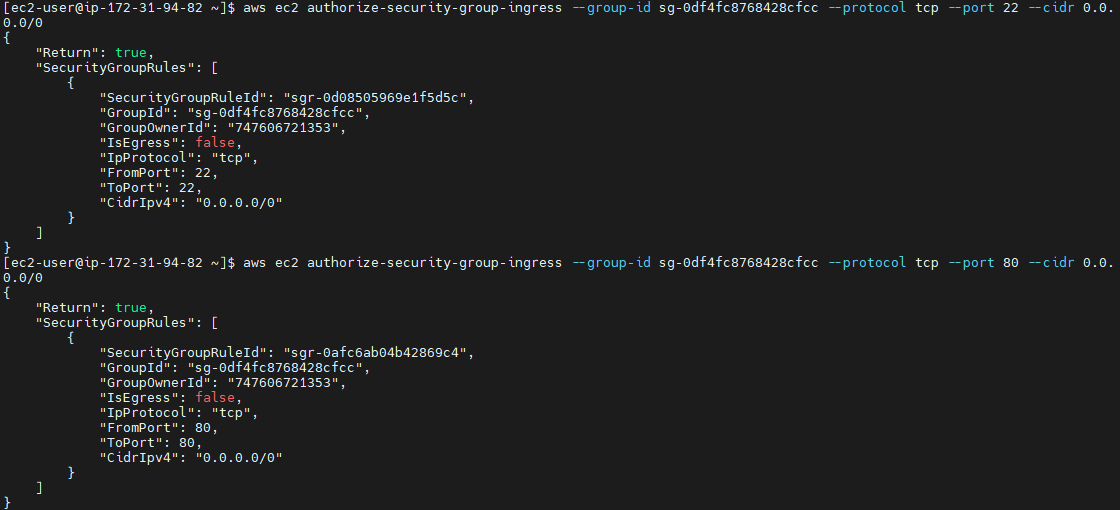 [ec2-user@ip-172-31-94-82 ~]$ aws ec2 authorize-security-group-ingress --group-id sg-0df4fc8768428cfcc --protocol tcp --port 22 --cidr 0.0.
0.0/0
{
    "Return": true,
    "SecurityGroupRules": [
        {
            "SecurityGroupRuleId": "sgr-0d08505969e1f5d5c",
            "GroupId": "sg-0df4fc8768428cfcc",
            "GroupOwnerId": "747606721353",
            "IsEgress": false,
            "IpProtocol": "tcp",
            "FromPort": 22,
            "ToPort": 22,
            "CidrIpv4": "0.0.0.0/0"
        }
    ]
}
[ec2-user@ip-172-31-94-82 ~]$ aws ec2 authorize-security-group-ingress --group-id sg-0df4fc8768428cfcc --protocol tcp --port 80 --cidr 0.0.
0.0/0
{
    "Return": true,
    "SecurityGroupRules": [
        {
            "SecurityGroupRuleId": "sgr-0afc6ab04b42869c4",
            "GroupId": "sg-0df4fc8768428cfcc",
            "GroupOwnerId": "747606721353",
            "IsEgress": false,
            "IpProtocol": "tcp",
            "FromPort": 80,
            "ToPort": 80,
            "CidrIpv4": "0.0.0.0/0"
        }
    ]
}